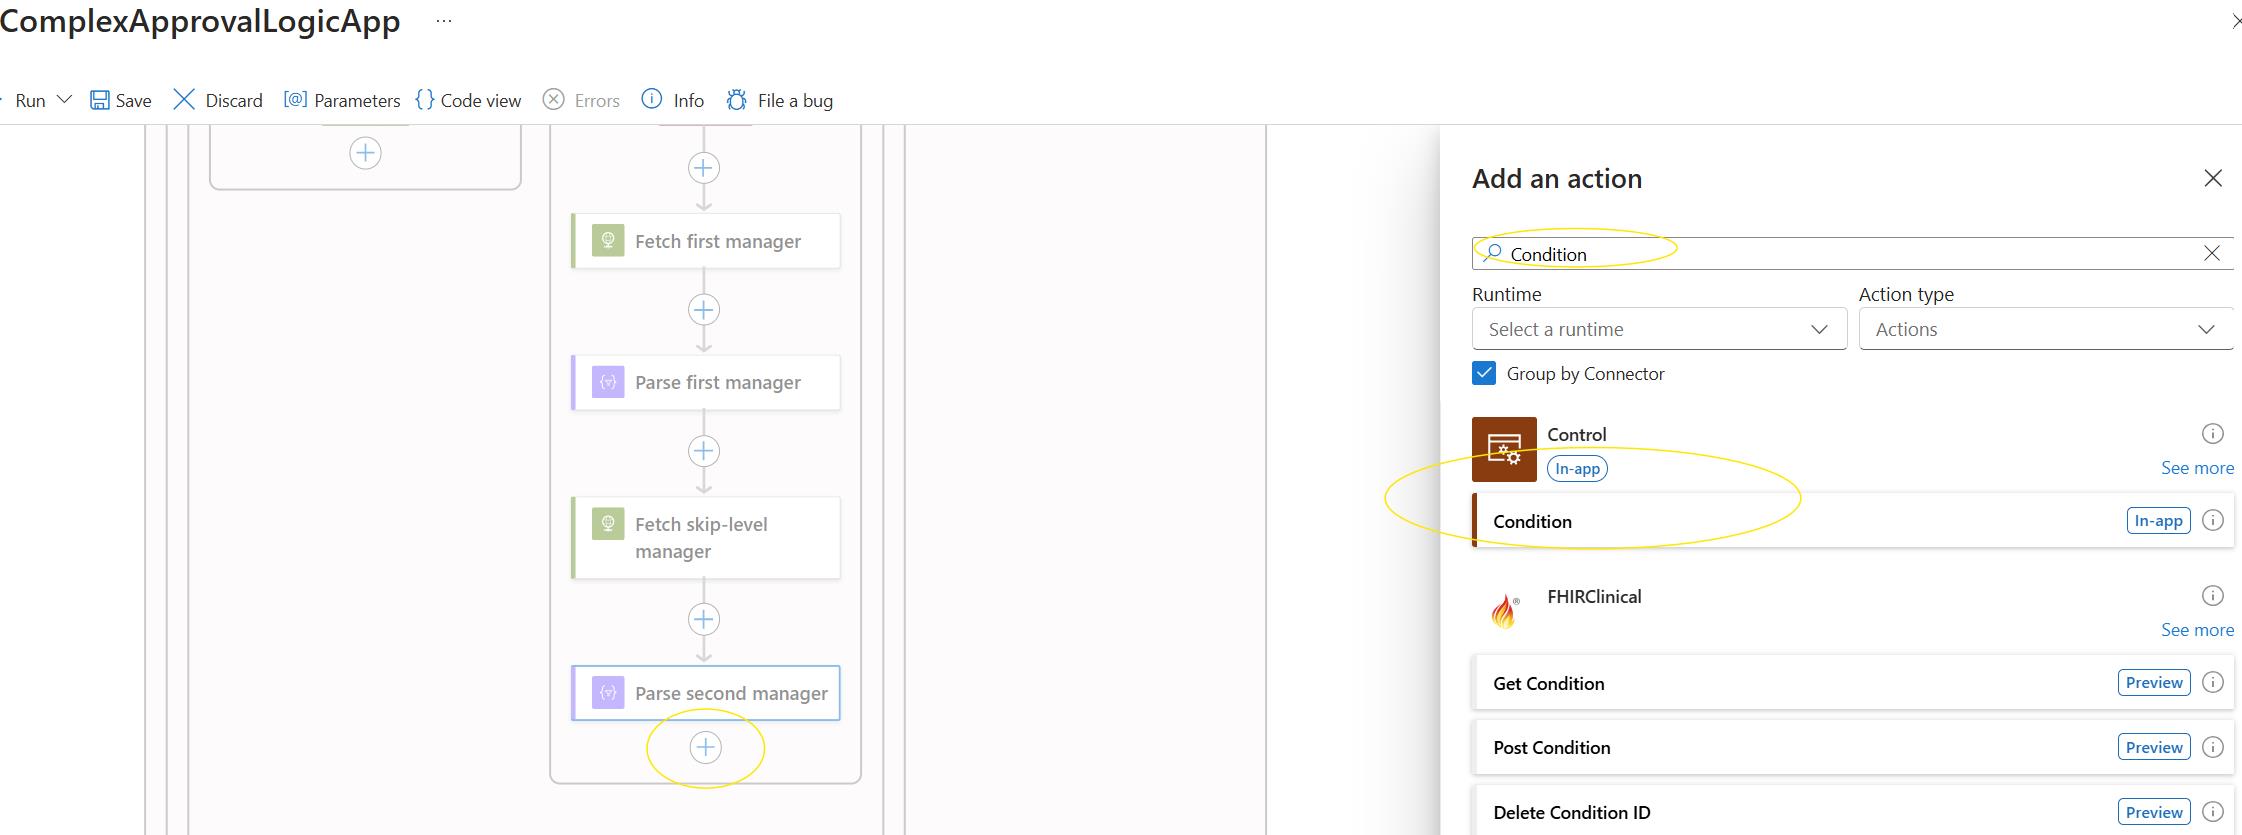 ComplexApprovalLogicApp ...
Run Save Discard [@] Parameters {} Code view Errors Info File a bug
Fetch first manager
Parse first manager
Fetch skip-level
manager
Parse second manager
Add an action
Condition
Runtime Action type
Select a runtime Actions
Group by Connector
Control
In-app
See more
Condition In-app
FHIRClinical
See more
Get Condition Preview
Post Condition Preview
Delete Condition ID Preview